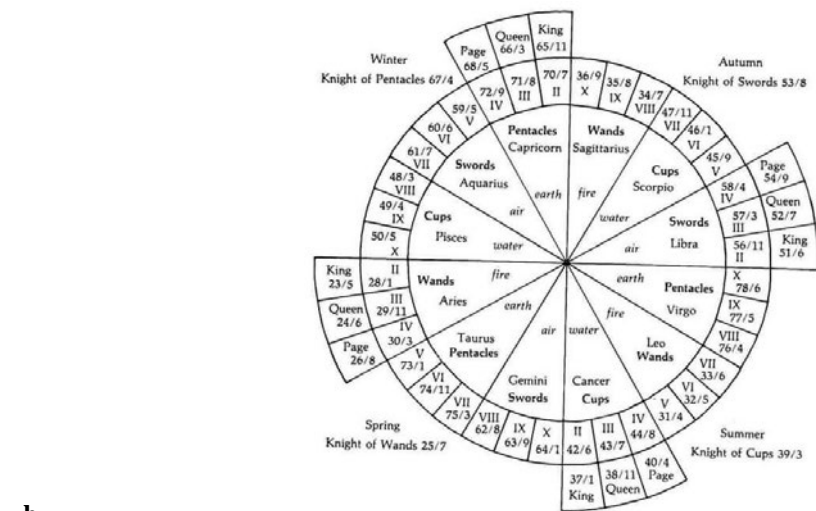 Winter
Knight of Pentacles 67/4
Page
68/5
Queen
66/3
King
65/11
Autumn
Knight of Swords 53/8
72/9
IV
71/8
III
70/7
II
36/9
X
35/8
IX
34/7
VIII
47/11
VII
46/1
VI
45/9
V
59/5
V
60/6
VI
61/7
VII
48/3
VIII
49/4
IX
50/5
X
Pentacles
Capricorn
earth
Wands
Sagittarius
fire
Swords
Aquarius
air
Cups
Scorpio
water
Cups
Pisces
water
Swords
Libra
air
58/4
IV
57/3
III
56/11
II
Page
54/9
Queen
52/7
King
51/6
King
23/5
Queen
24/6
Page
26/8
II
28/1
III
29/11
IV
30/3
Wands
Aries
fire
earth
Pentacles
Virgo
X
78/6
IX
77/5
VIII
76/4
earth
Taurus
Pentacles
fire
Leo
Wands
V
73/1
VI
74/11
VII
75/3
air
Gemini
Swords
water
Cancer
Cups
VII
33/6
VI
32/5
V
31/4
VIII
62/8
IX
63/9
X
64/1
II
42/6
III
43/7
IV
44/8
37/1
King
38/11
Queen
40/4
Page
Spring
Knight of Wands 25/7
Summer
Knight of Cups 39/3